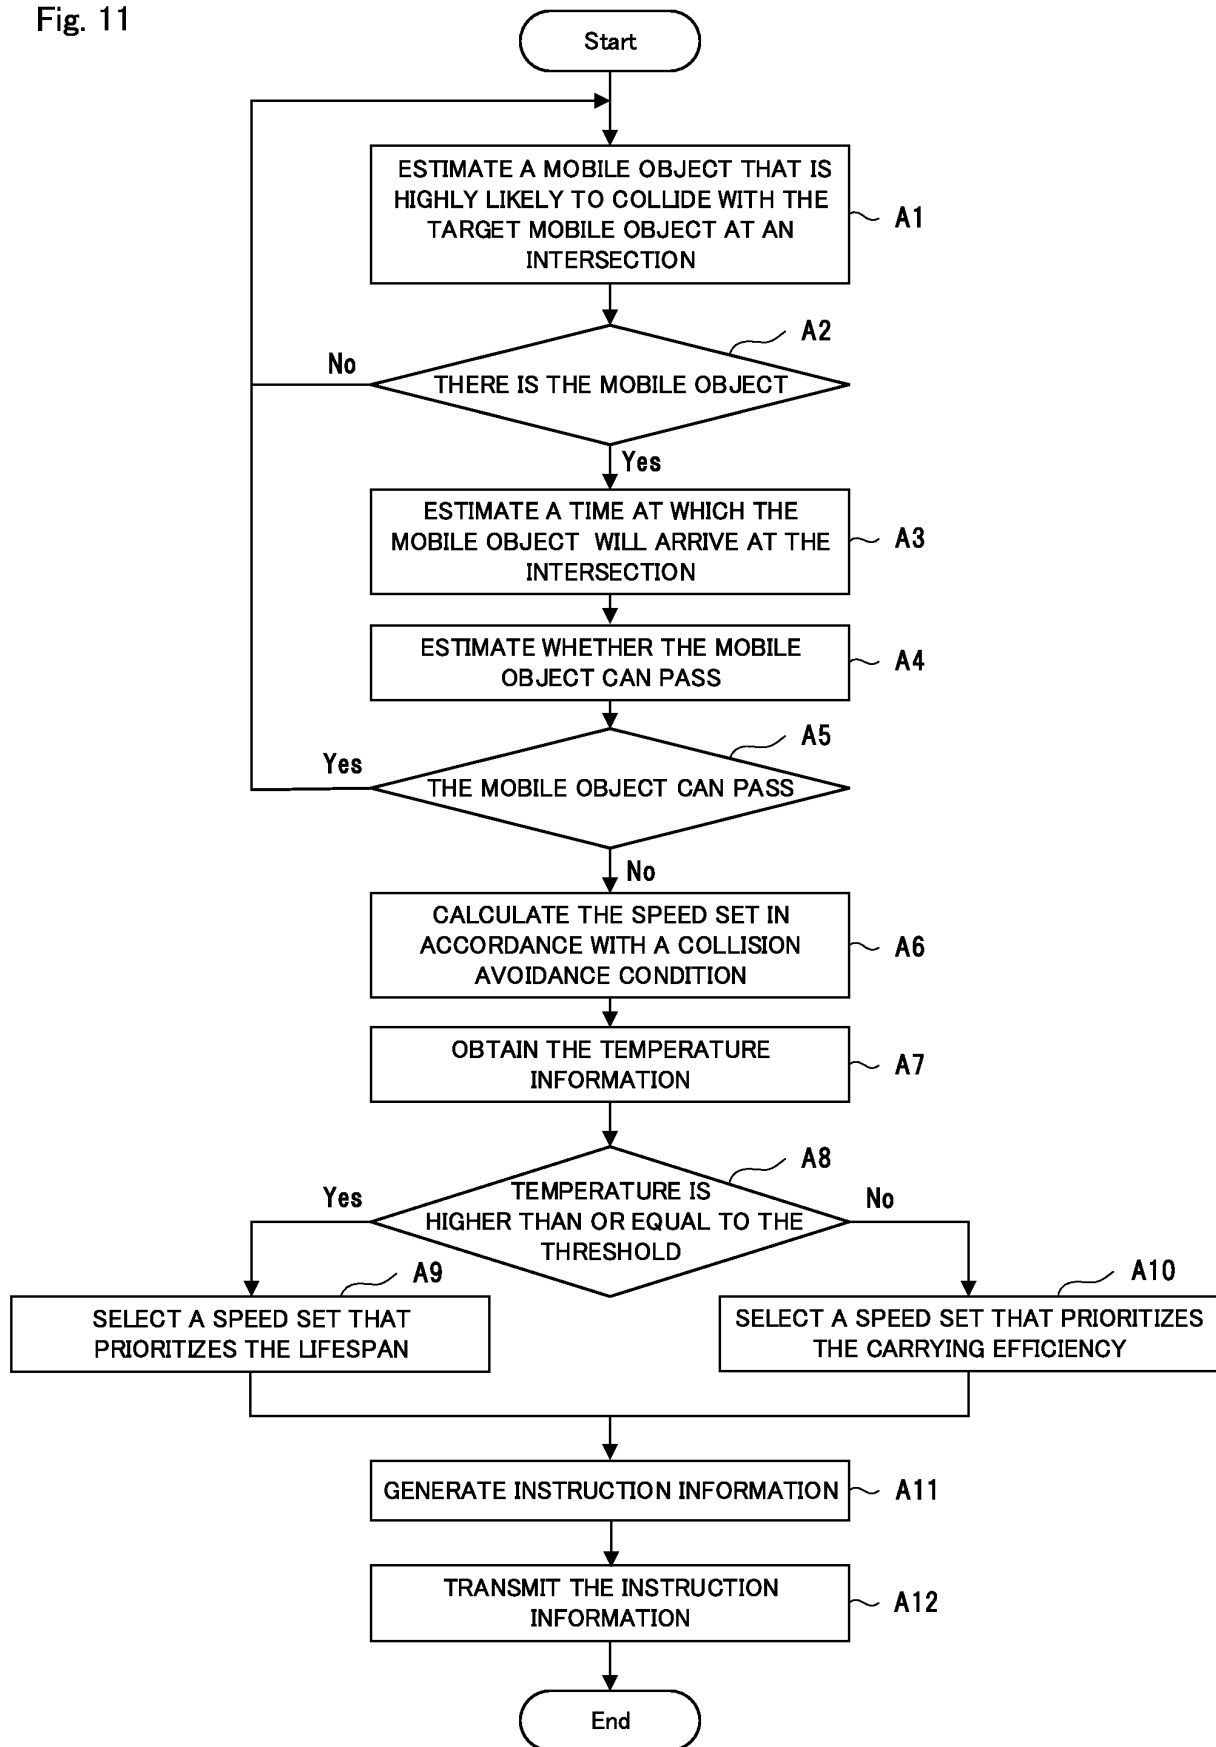 Fig. 11
Start
ESTIMATE A MOBILE OBJECT THAT IS
HIGHLY LIKELY TO COLLIDE WITH THE
TARGET MOBILE OBJECT AT AN
INTERSECTION
A1
A2
No
THERE IS THE MOBILE OBJECT
Yes
ESTIMATE A TIME AT WHICH THE
MOBILE OBJECT WILL ARRIVE AT THE
INTERSECTION
A3
ESTIMATE WHETHER THE MOBILE
OBJECT CAN PASS
A4
A5
Yes
THE MOBILE OBJECT CAN PASS
No
CALCULATE THE SPEED SET IN
ACCORDANCE WITH A COLLISION
AVOIDANCE CONDITION
A6
OBTAIN THE TEMPERATURE
INFORMATION
A7
A8
Yes
TEMPERATURE IS
HIGHER THAN OR EQUAL TO THE
THRESHOLD
No
A9
SELECT A SPEED SET THAT
PRIORITIZES THE LIFESPAN
A10
SELECT A SPEED SET THAT PRIORITIZES
THE CARRYING EFFICIENCY
GENERATE INSTRUCTION INFORMATION
A11
TRANSMIT THE INSTRUCTION
INFORMATION
A12
End